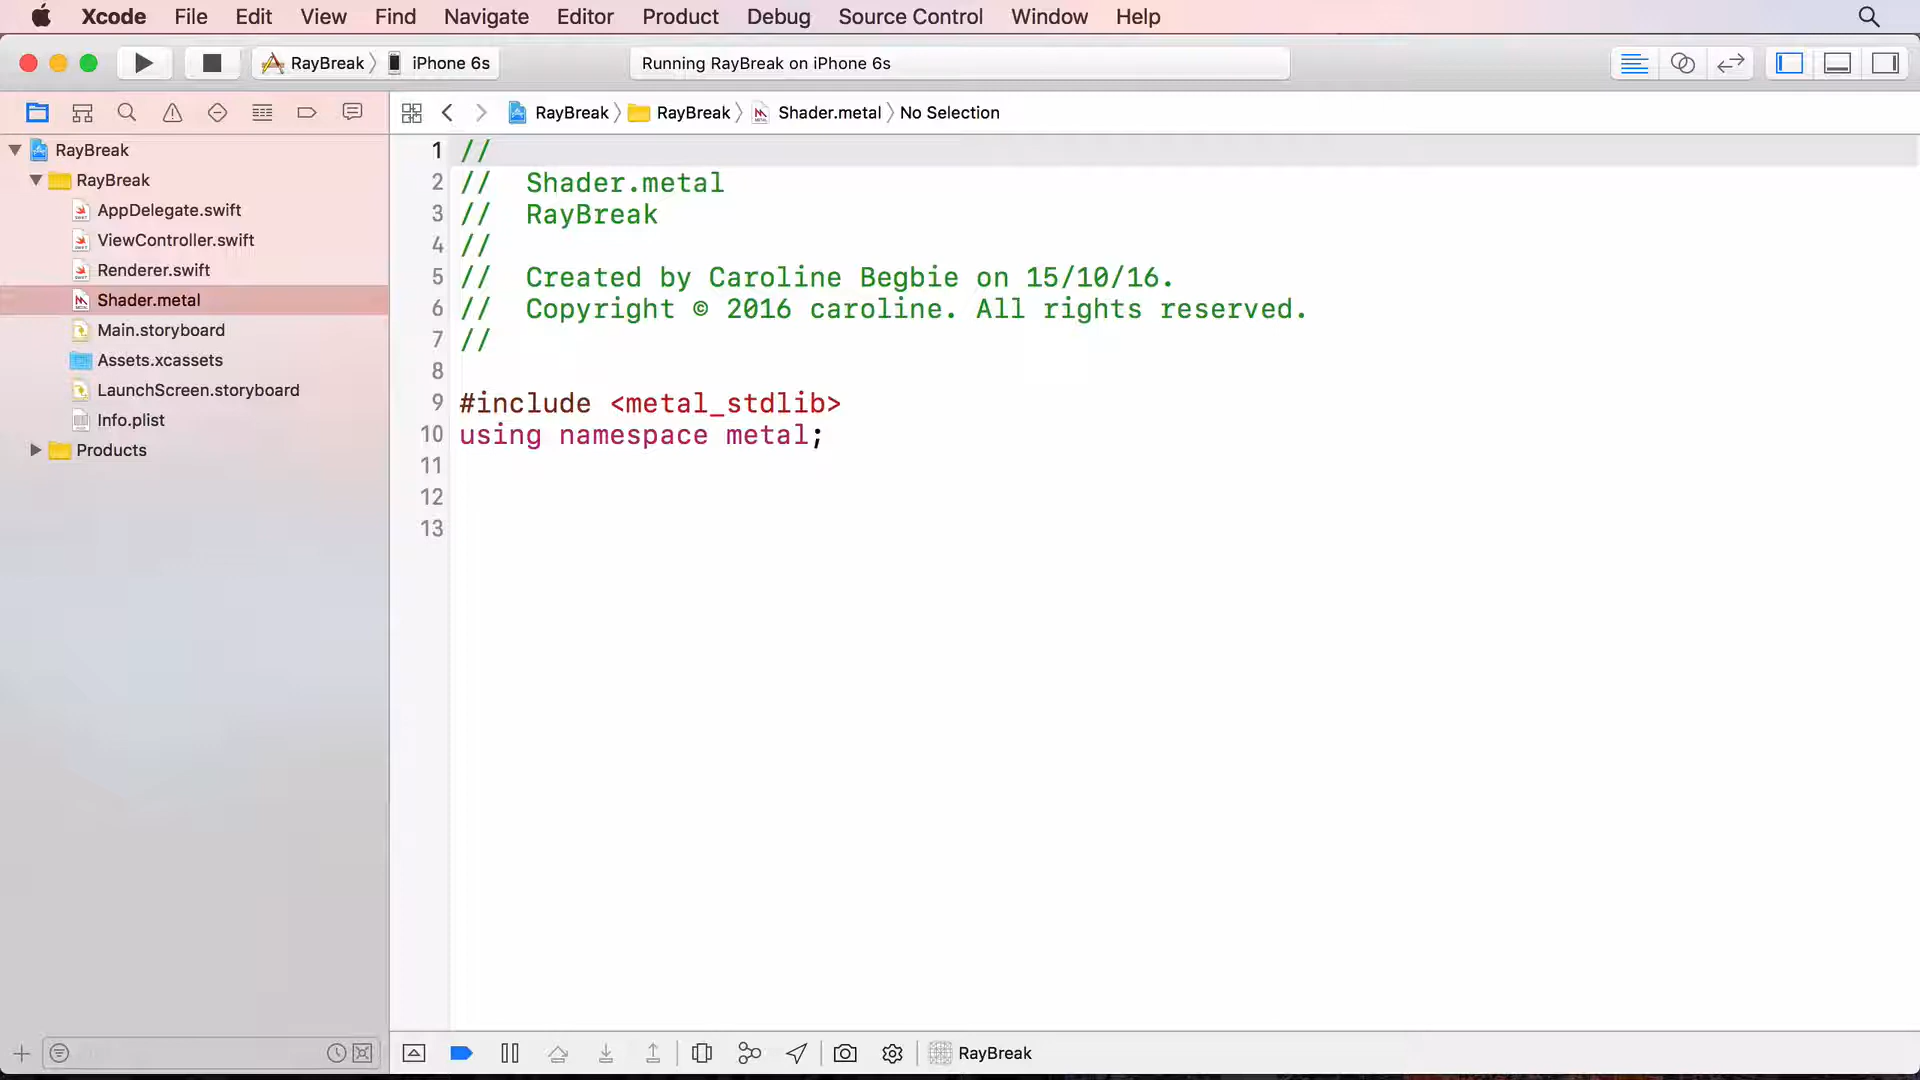 Xcode File Edit View Find Navigate Editor Product Debug Source Control Window Help
RayBreak iPhone 6s Running RayBreak on iPhone 6s
RayBreak RayBreak Shader.metal No Selection
RayBreak
RayBreak
AppDelegate.swift
ViewController.swift
Renderer.swift
Shader.metal
Main.storyboard
Assets.xcassets
LaunchScreen.storyboard
Info.plist
Products
1 //
2 // Shader.metal
3 // RayBreak
4 //
5 // Created by Caroline Begbie on 15/10/16.
6 // Copyright © 2016 caroline. All rights reserved.
7 //
8
9 #include <metal_stdlib>
10 using namespace metal;
11
12
13
RayBreak